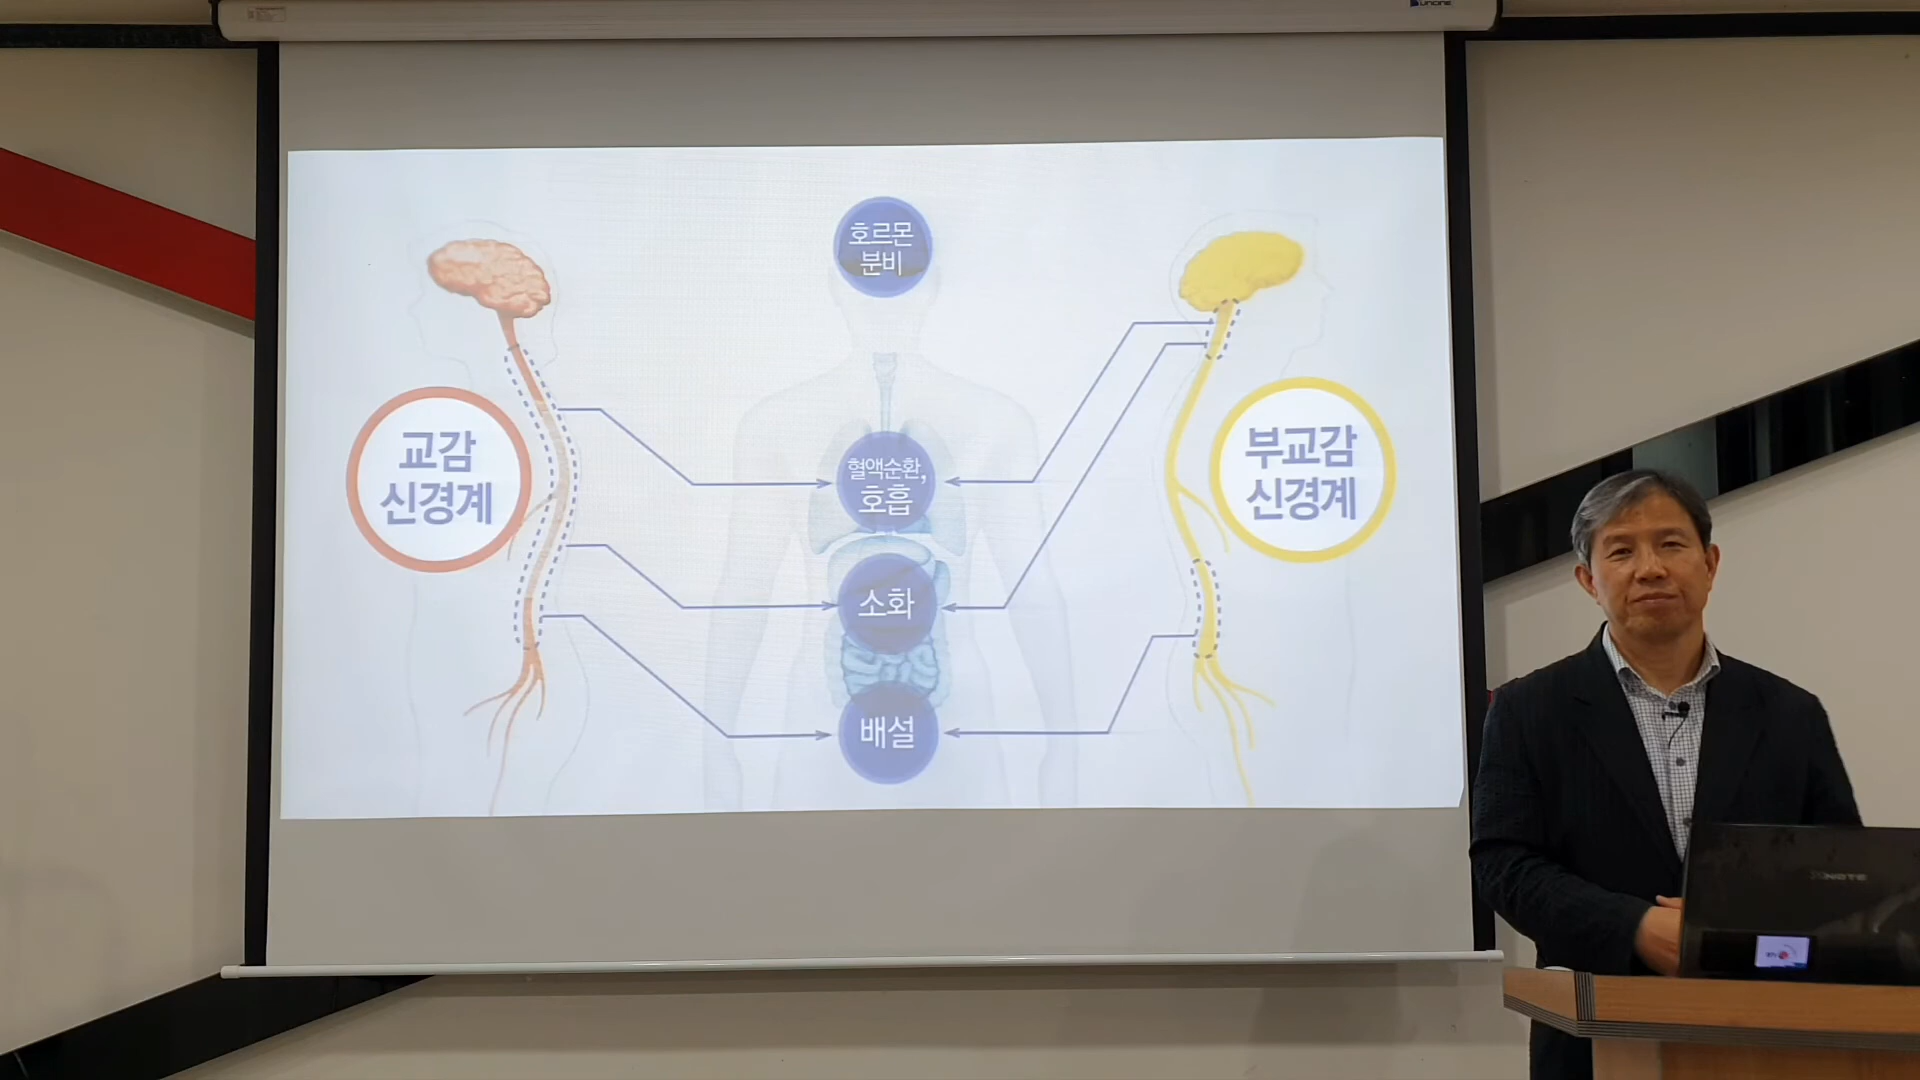 호르몬
분비
교감
신경계
혈액순환,
호흡
부교감
신경계
소화
배설